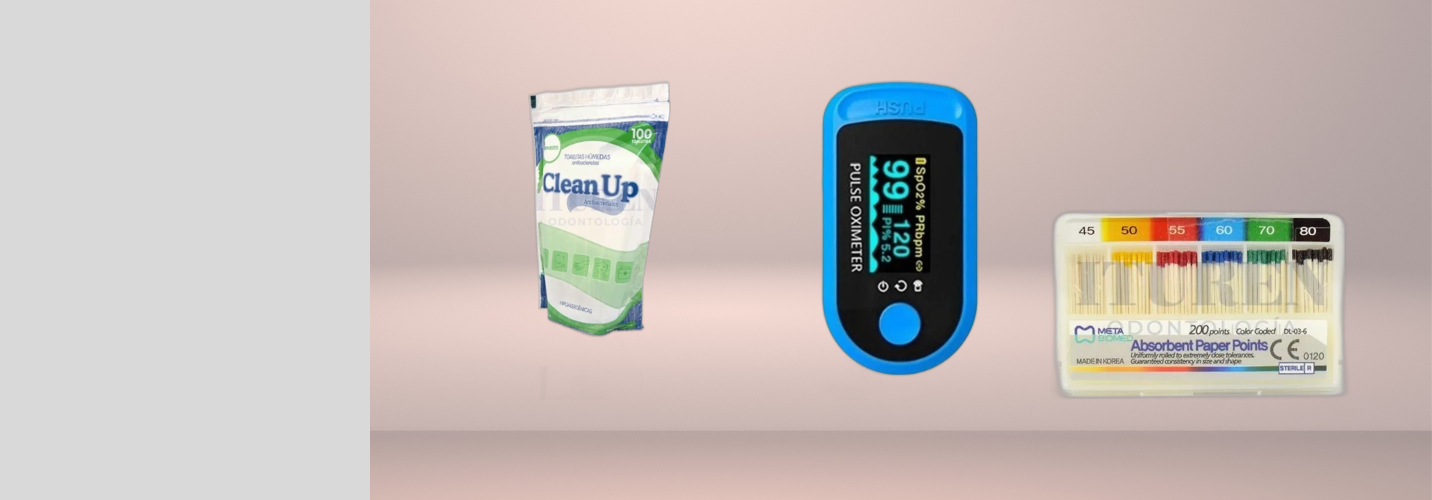 100
TOALLITAS HÚMEDAS
antibacteriales
Clean Up
HIPOALERGÉNICAS
PUSH
SpO2% PRbpm
99 120
PI% 5.2
PULSE OXIMETER
45 50 55 60 70 80
ITUREN
ODONTOLOGÍA
META BIOMED
200 points Color Coded DL-03-6
Absorbent Paper Points
Uniformly rolled to extremely close tolerances.
Guaranteed consistency in size and shape.
MADE IN KOREA
CE 0120
STERILE R